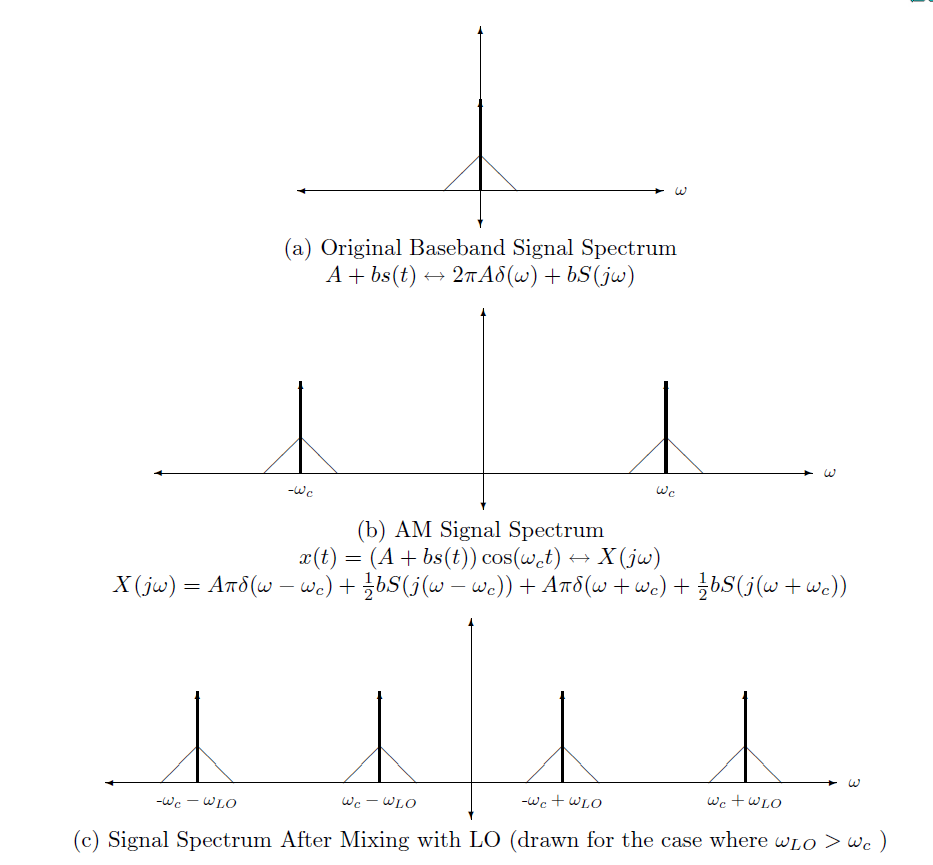 ω
(a) Original Baseband Signal Spectrum
A + bs(t) ↔ 2πAδ(ω) + bS(jω)
ω
-ω_c ω_c
(b) AM Signal Spectrum
x(t) = (A + bs(t)) cos(ω_c t) ↔ X(jω)
X(jω) = Aπδ(ω − ω_c) + ½bS(j(ω − ω_c)) + Aπδ(ω + ω_c) + ½bS(j(ω + ω_c))
ω
-ω_c − ω_LO ω_c − ω_LO -ω_c + ω_LO ω_c + ω_LO
(c) Signal Spectrum After Mixing with LO (drawn for the case where ω_LO > ω_c )